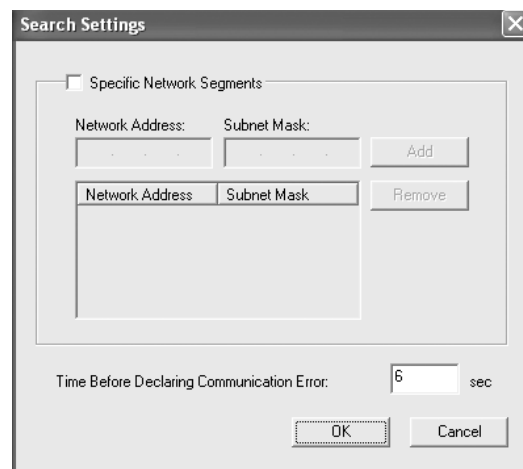 Search Settings
Specific Network Segments
Network Address: Subnet Mask:
. . . . . . Add
Network Address Subnet Mask Remove
Time Before Declaring Communication Error: 6 sec
OK Cancel